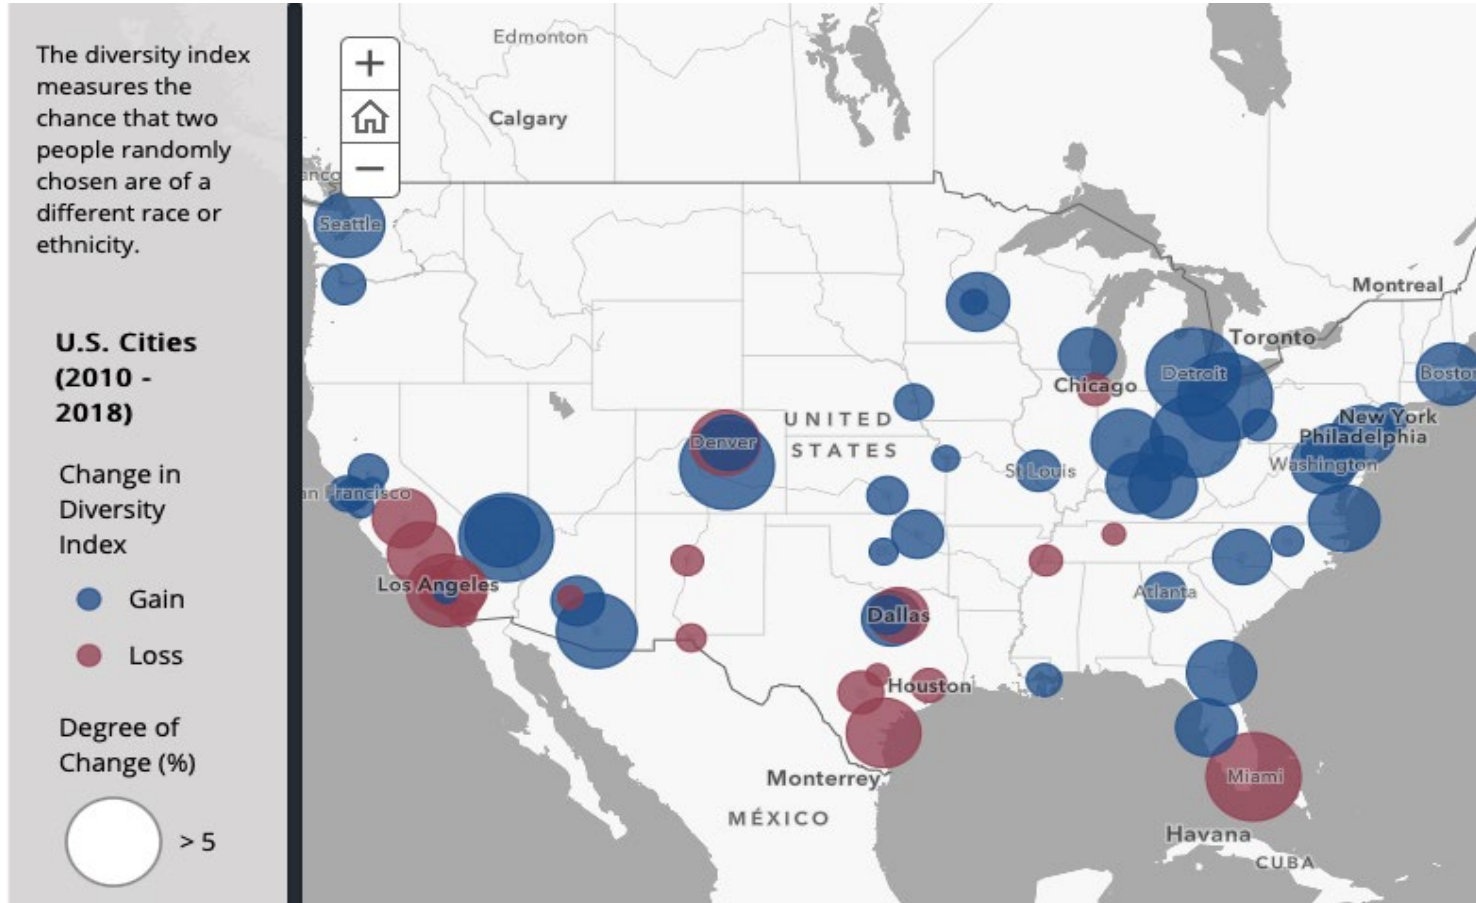 The diversity index
measures the
chance that two
people randomly
chosen are of a
different race or
ethnicity.
U.S. Cities
(2010 -
2018)
Change in
Diversity
Index
Gain
Loss
Degree of
Change (%)
> 5
+
−
Edmonton
Calgary
anco
Seattle
Montreal
Toronto
Detroit
Boston
Chicago
New York
Philadelphia
Washington
UNITED
STATES
Denver
St Louis
an Francisco
Los Angeles
Atlanta
Dallas
Houston
Monterrey
Miami
MÉXICO
Havana
CUBA